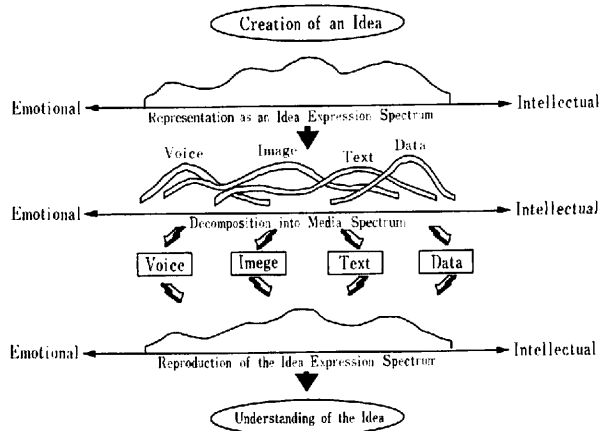 Creation of an Idea
Emotional Intellectual
Representation as an Idea Expression Spectrum
Voice Image Text Data
Emotional Intellectual
Decomposition into Media Spectrum
Voice Imege Text Data
Emotional Intellectual
Reproduction of the Idea Expression Spectrum
Understanding of the Idea